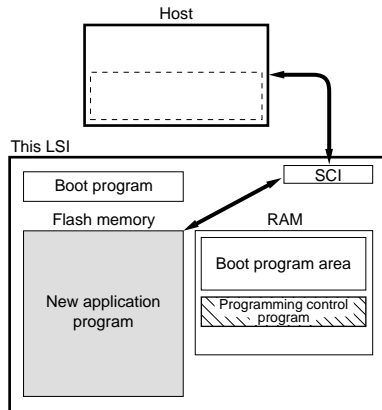 Host
This LSI
SCI
Boot program
Flash memory
RAM
Boot program area
New application
program
Programming control
program